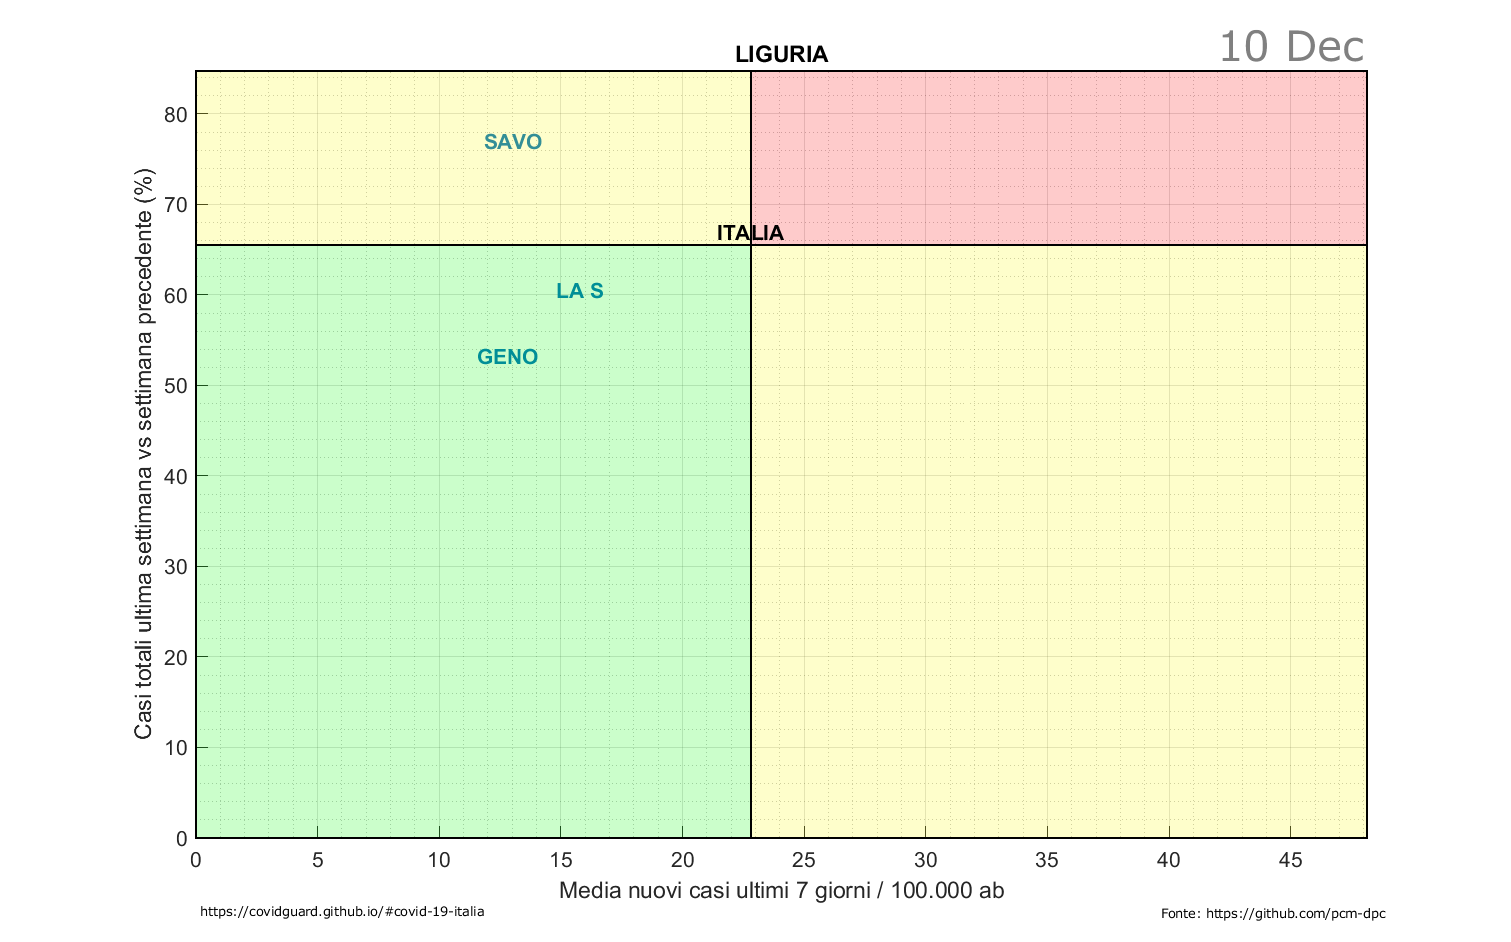 10 Dec
LIGURIA
80
SAVO
70
ITALIA
60
LA S
GENO
50
40
30
20
10
0
Casi totali ultima settimana vs settimana precedente (%)
0 5 10 15 20 25 30 35 40 45
Media nuovi casi ultimi 7 giorni / 100.000 ab
https://covidguard.github.io/#covid-19-italia
Fonte: https://github.com/pcm-dpc